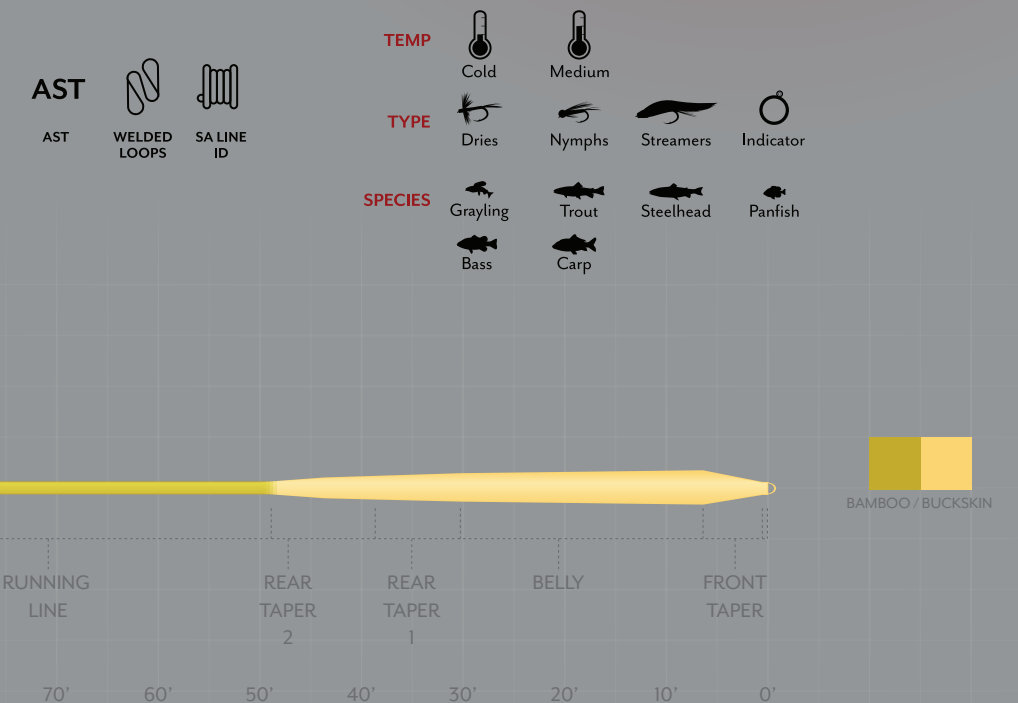 AST
AST
WELDED
LOOPS
SA LINE
ID
TEMP
Cold
Medium
TYPE
Dries
Nymphs
Streamers
Indicator
SPECIES
Grayling
Trout
Steelhead
Panfish
Bass
Carp
BAMBOO / BUCKSKIN
RUNNING
LINE
REAR
TAPER
2
REAR
TAPER
1
BELLY
FRONT
TAPER
70’ 60’ 50’ 40’ 30’ 20’ 10’ 0’